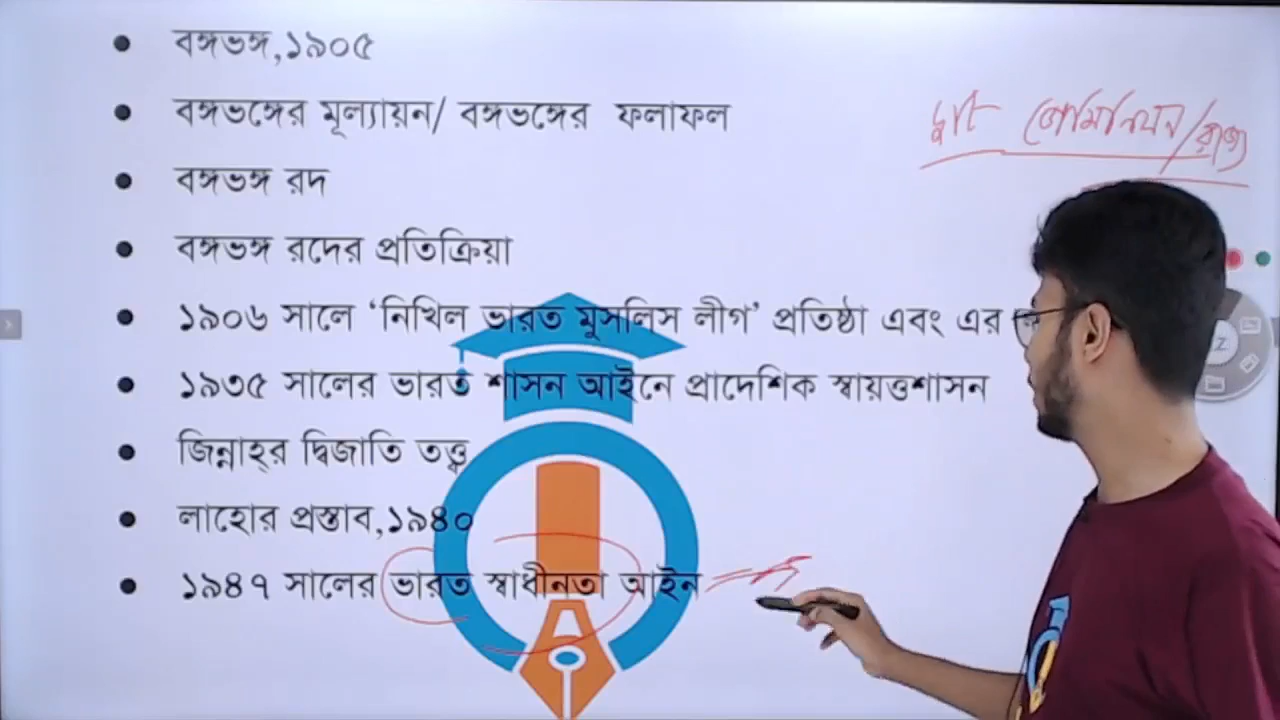 বঙ্গভঙ্গ,১৯০৫
বঙ্গভঙ্গের মূল্যায়ন/ বঙ্গভঙ্গের ফলাফল
বঙ্গভঙ্গ রদ
বঙ্গভঙ্গ রদের প্রতিক্রিয়া
১৯০৬ সালে ‘নিখিল ভারত মুসলিস লীগ’ প্রতিষ্ঠা এবং এর
১৯৩৫ সালের ভারত শাসন আইনে প্রাদেশিক স্বায়ত্তশাসন
জিন্নাহ্‌র দ্বিজাতি তত্ত্ব
লাহোর প্রস্তাব,১৯৪০
১৯৪৭ সালের ভারত স্বাধীনতা আইন